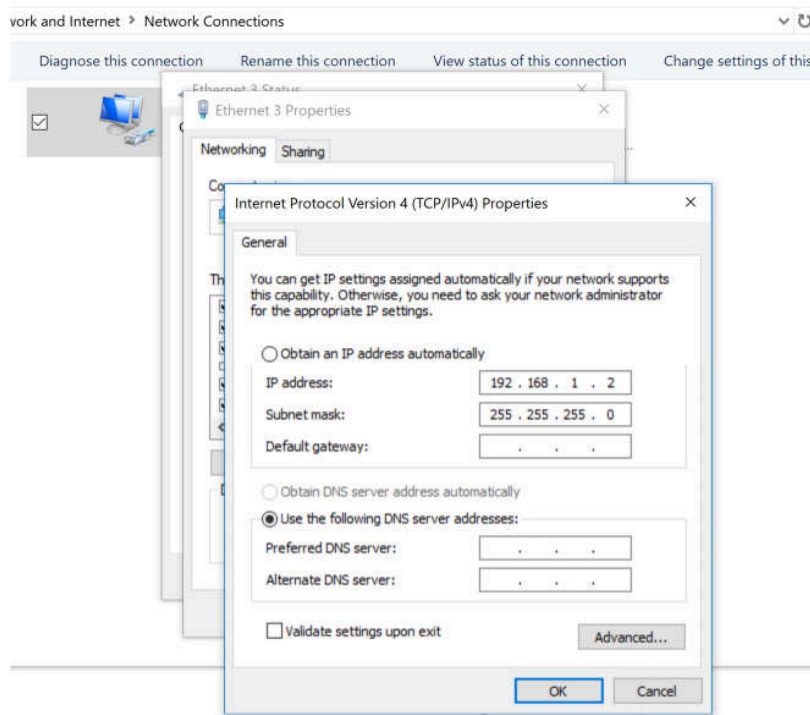 work and Internet > Network Connections
Diagnose this connection Rename this connection View status of this connection Change settings of this
Ethernet 3 Status
Ethernet 3 Properties
Networking Sharing
Co
Internet Protocol Version 4 (TCP/IPv4) Properties
General
Th
You can get IP settings assigned automatically if your network supports
this capability. Otherwise, you need to ask your network administrator
for the appropriate IP settings.
Obtain an IP address automatically
IP address: 192 . 168 . 1 . 2
Subnet mask: 255 . 255 . 255 . 0
Default gateway: . . .
Obtain DNS server address automatically
Use the following DNS server addresses:
Preferred DNS server: . . .
Alternate DNS server: . . .
Validate settings upon exit
Advanced...
OK Cancel